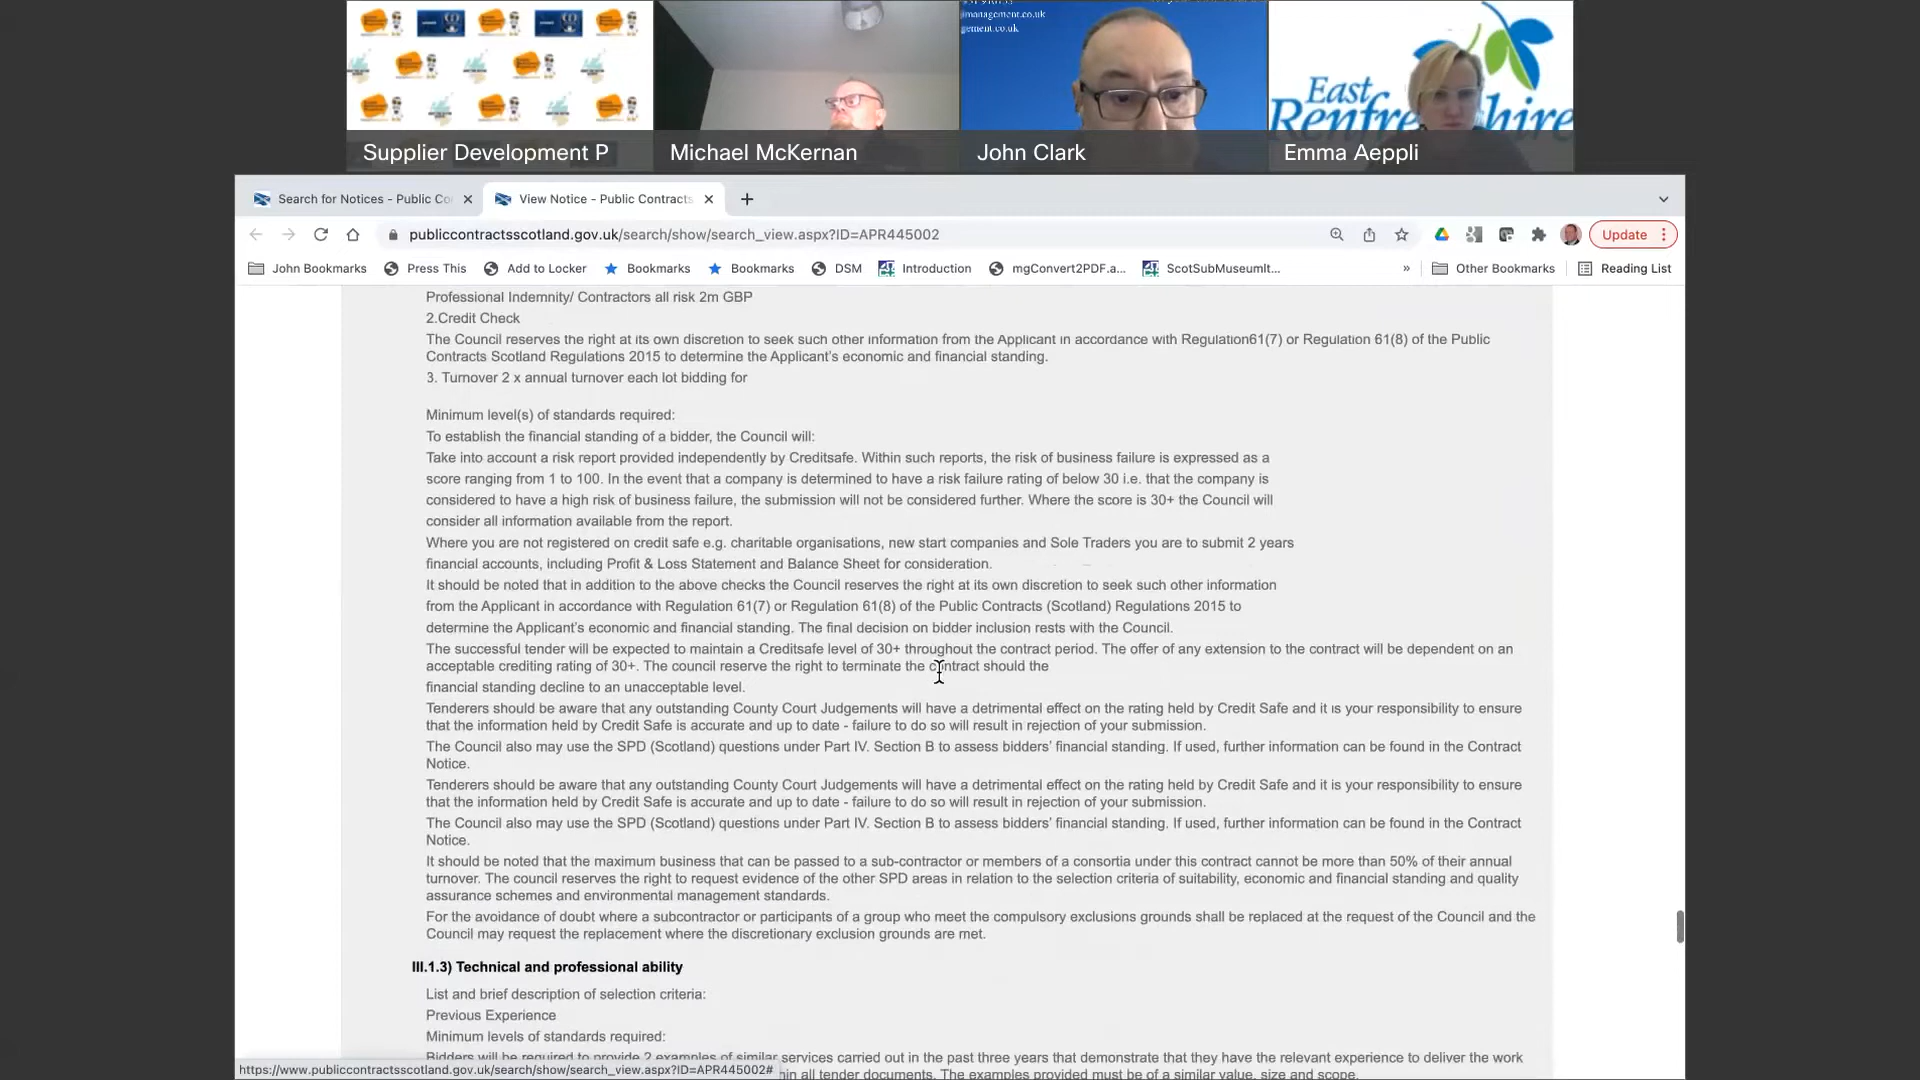 management.co.uk
gement.co.uk
East
Renfrewshire
Supplier Development P
Michael McKernan
John Clark
Emma Aeppli
Search for Notices - Public Co
View Notice - Public Contracts
publiccontractsscotland.gov.uk/search/show/search_view.aspx?ID=APR445002
Update
John Bookmarks
Press This
Add to Locker
Bookmarks
Bookmarks
DSM
Introduction
mgConvert2PDF.a...
ScotSubMuseumIt...
»
Other Bookmarks
Reading List
Professional Indemnity/ Contractors all risk 2m GBP
2.Credit Check
The Council reserves the right at its own discretion to seek such other information from the Applicant in accordance with Regulation61(7) or Regulation 61(8) of the Public
Contracts Scotland Regulations 2015 to determine the Applicant's economic and financial standing.
3. Turnover 2 x annual turnover each lot bidding for
Minimum level(s) of standards required:
To establish the financial standing of a bidder, the Council will:
Take into account a risk report provided independently by Creditsafe. Within such reports, the risk of business failure is expressed as a
score ranging from 1 to 100. In the event that a company is determined to have a risk failure rating of below 30 i.e. that the company is
considered to have a high risk of business failure, the submission will not be considered further. Where the score is 30+ the Council will
consider all information available from the report.
Where you are not registered on credit safe e.g. charitable organisations, new start companies and Sole Traders you are to submit 2 years
financial accounts, including Profit & Loss Statement and Balance Sheet for consideration.
It should be noted that in addition to the above checks the Council reserves the right at its own discretion to seek such other information
from the Applicant in accordance with Regulation 61(7) or Regulation 61(8) of the Public Contracts (Scotland) Regulations 2015 to
determine the Applicant's economic and financial standing. The final decision on bidder inclusion rests with the Council.
The successful tender will be expected to maintain a Creditsafe level of 30+ throughout the contract period. The offer of any extension to the contract will be dependent on an
acceptable crediting rating of 30+. The council reserve the right to terminate the contract should the
financial standing decline to an unacceptable level.
Tenderers should be aware that any outstanding County Court Judgements will have a detrimental effect on the rating held by Credit Safe and it is your responsibility to ensure
that the information held by Credit Safe is accurate and up to date - failure to do so will result in rejection of your submission.
The Council also may use the SPD (Scotland) questions under Part IV. Section B to assess bidders' financial standing. If used, further information can be found in the Contract
Notice.
Tenderers should be aware that any outstanding County Court Judgements will have a detrimental effect on the rating held by Credit Safe and it is your responsibility to ensure
that the information held by Credit Safe is accurate and up to date - failure to do so will result in rejection of your submission.
The Council also may use the SPD (Scotland) questions under Part IV. Section B to assess bidders' financial standing. If used, further information can be found in the Contract
Notice.
It should be noted that the maximum business that can be passed to a sub-contractor or members of a consortia under this contract cannot be more than 50% of their annual
turnover. The council reserves the right to request evidence of the other SPD areas in relation to the selection criteria of suitability, economic and financial standing and quality
assurance schemes and environmental management standards.
For the avoidance of doubt where a subcontractor or participants of a group who meet the compulsory exclusions grounds shall be replaced at the request of the Council and the
Council may request the replacement where the discretionary exclusion grounds are met.
III.1.3) Technical and professional ability
List and brief description of selection criteria:
Previous Experience
Minimum levels of standards required:
Bidders will be required to provide 2 examples of similar services carried out in the past three years that demonstrate that they have the relevant experience to deliver the work
https://www.publiccontractsscotland.gov.uk/search/show/search_view.aspx?ID=APR445002#
all tender documents. The examples provided must be of a similar value, size and scope.